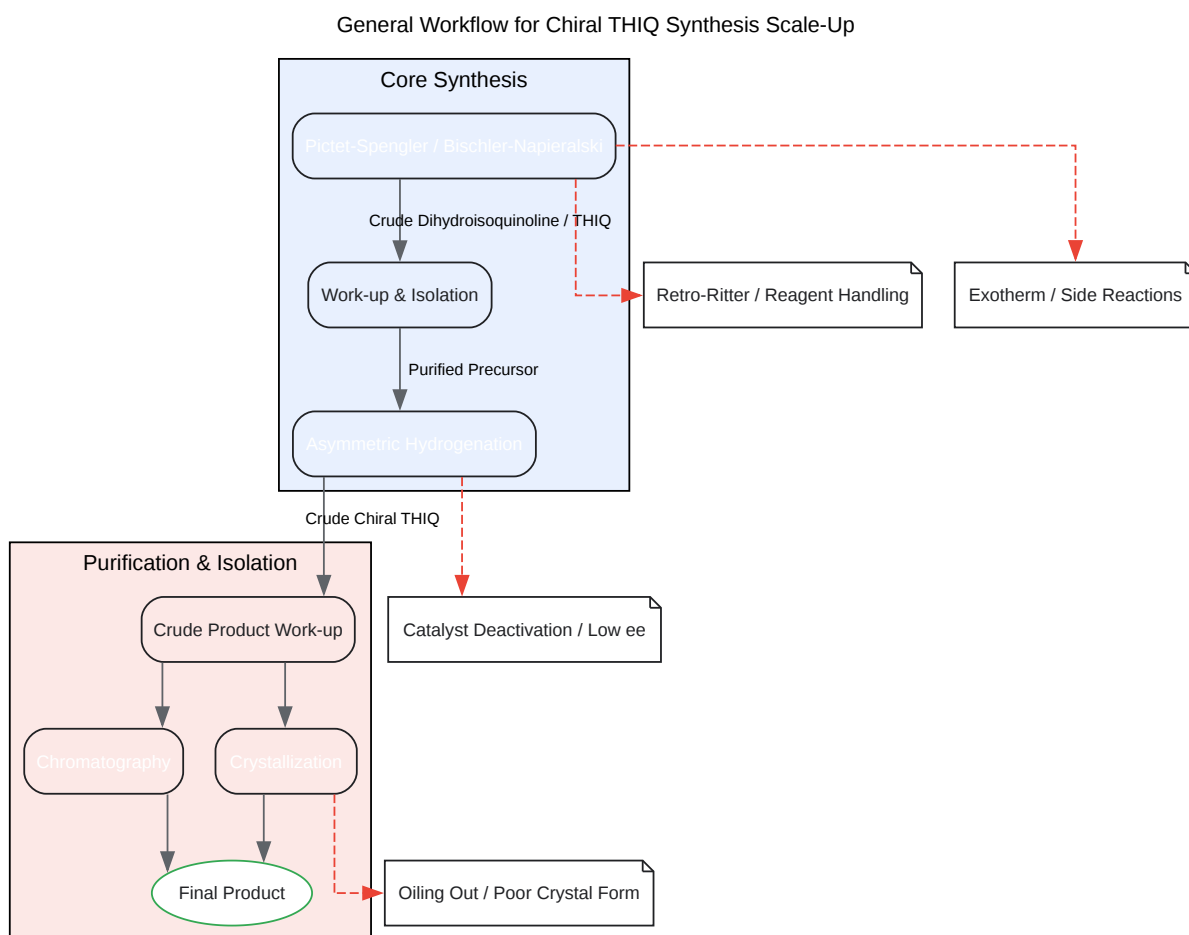 General Workflow for Chiral THIQ Synthesis Scale-Up
Core Synthesis
Pictet-Spengler / Bischler-Napieralski
Crude Dihydroisoquinoline / THIQ
Work-up & Isolation
Retro-Ritter / Reagent Handling
Exotherm / Side Reactions
Purified Precursor
Asymmetric Hydrogenation
Crude Chiral THIQ
Purification & Isolation
Crude Product Work-up
Catalyst Deactivation / Low ee
Chromatography
Crystallization
Final Product
Oiling Out / Poor Crystal Form